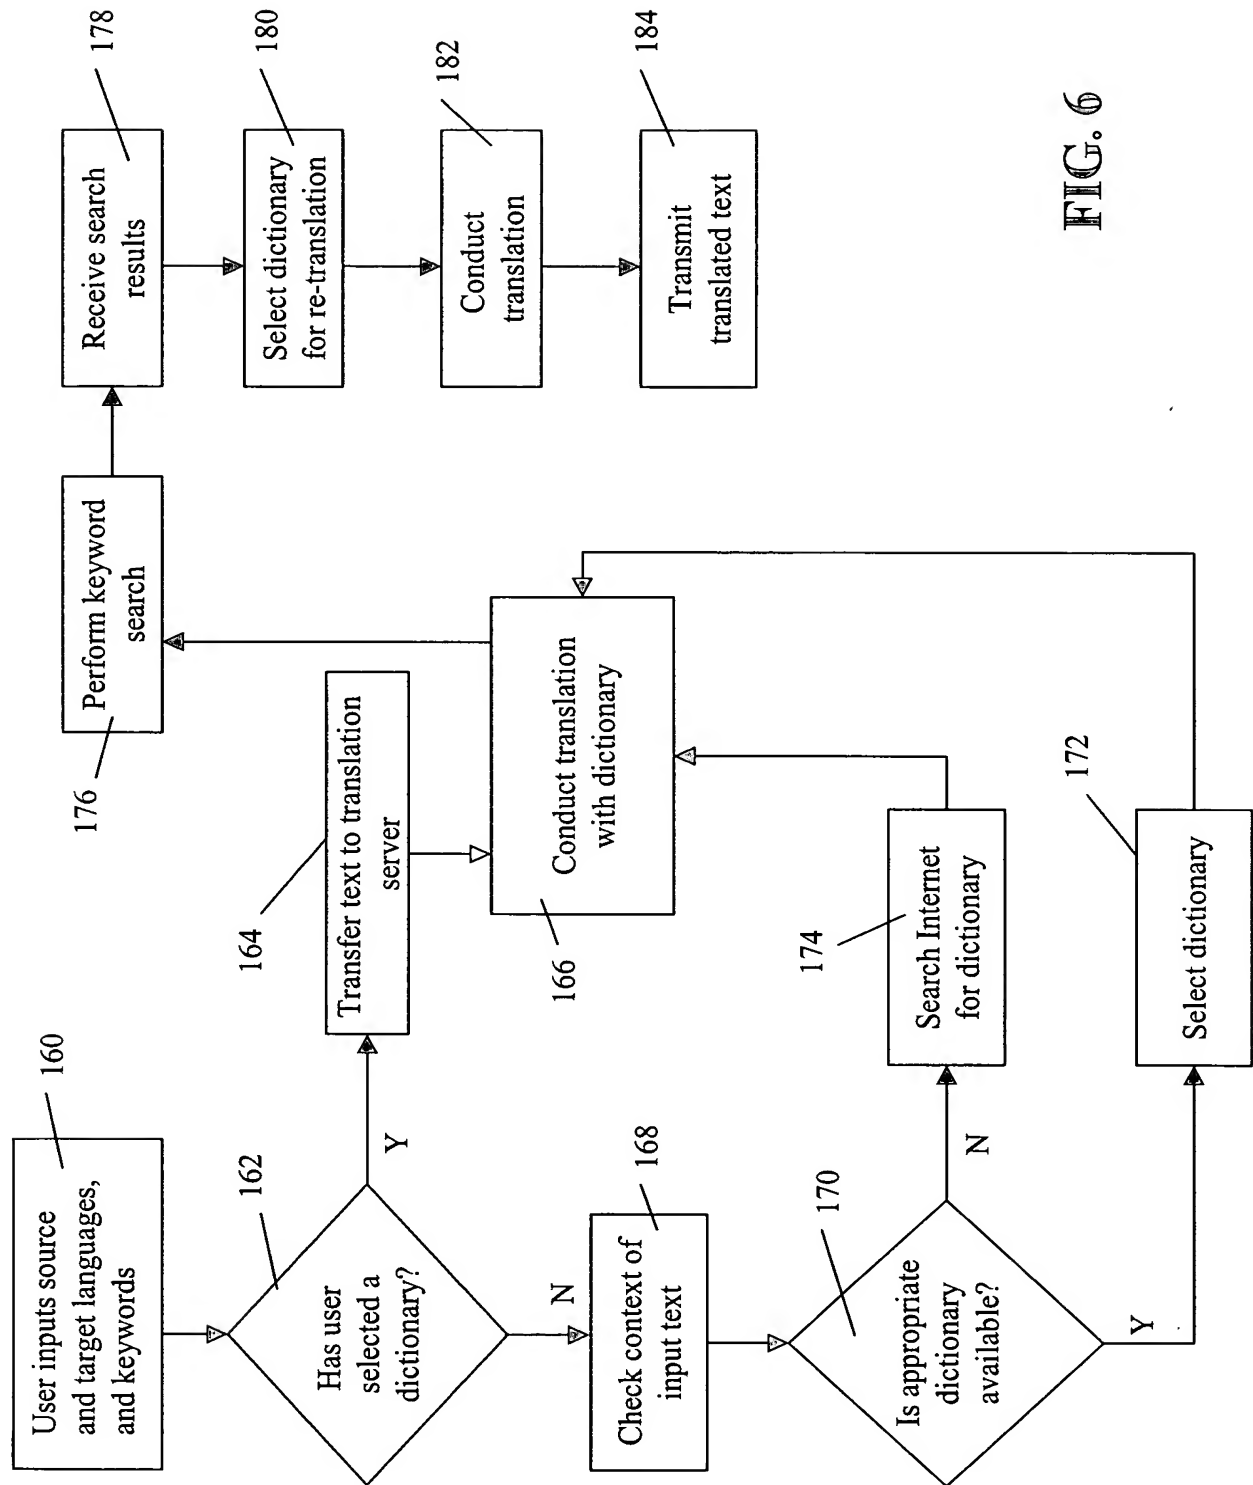 User inputs source
and target languages,
and keywords
160
Has user
selected a
dictionary?
162
Y
N
Transfer text to translation
server
164
Conduct translation
with dictionary
166
Check context of
input text
168
Is appropriate
dictionary
available?
170
N
Y
Search Internet
for dictionary
174
Select dictionary
172
Perform keyword
search
176
Receive search
results
178
Select dictionary
for re-translation
180
Conduct
translation
182
Transmit
translated text
184
FIG. 6